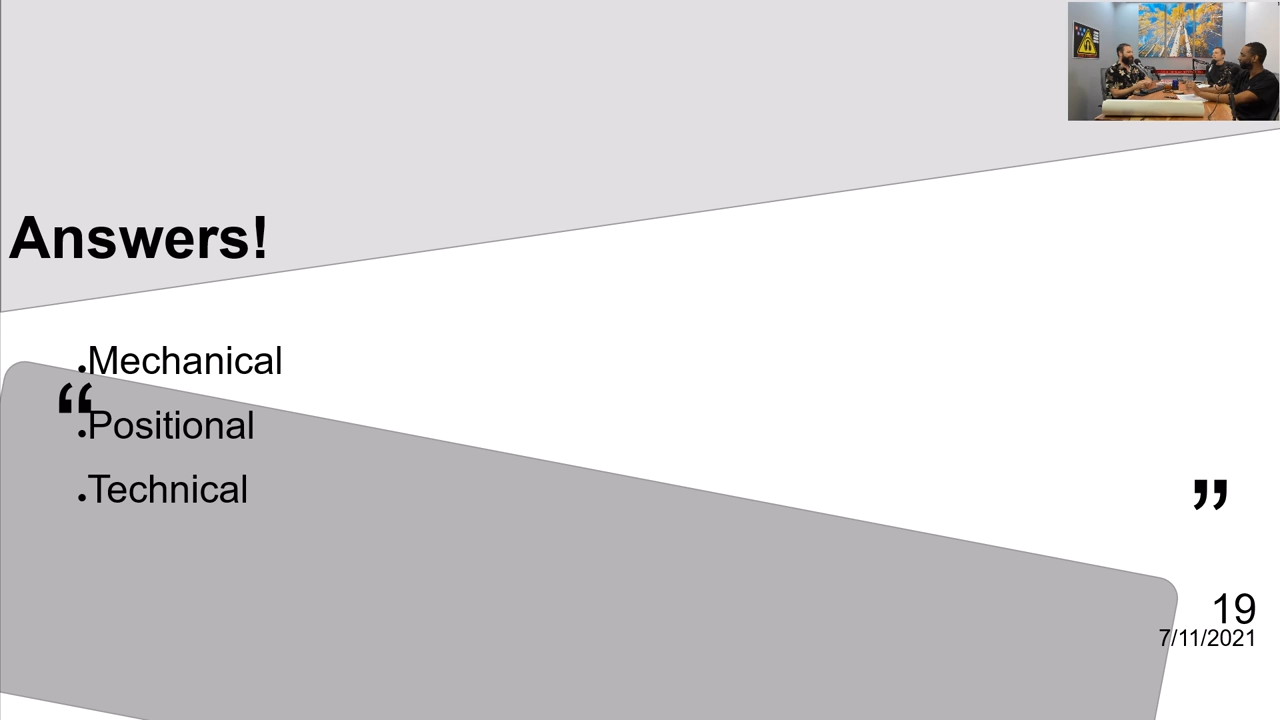 Answers!
•Mechanical
“
•Positional
•Technical
”
19
7/11/2021